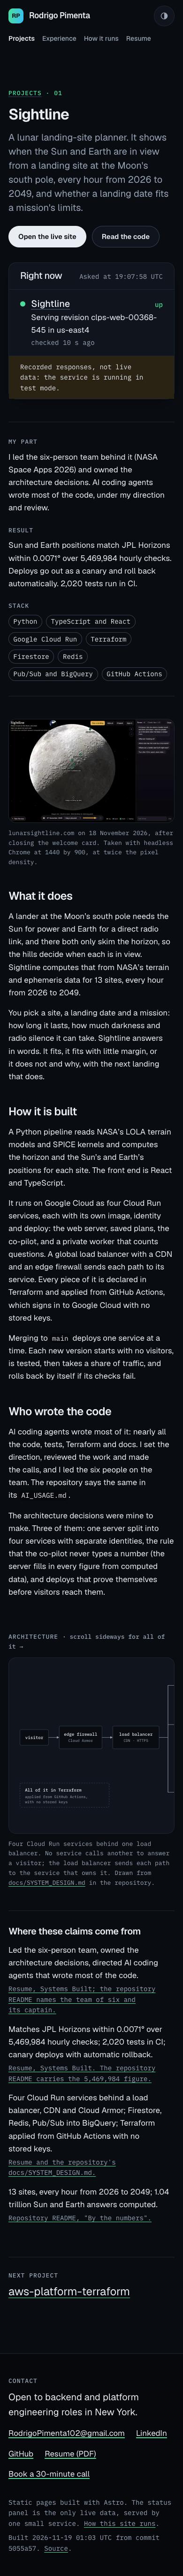 RP Rodrigo Pimenta
Projects Experience How it runs Resume
PROJECTS · 01
Sightline
A lunar landing-site planner. It shows
when the Sun and Earth are in view
from a landing site at the Moon's
south pole, every hour from 2026 to
2049, and whether a landing date fits
a mission's limits.
Open the live site Read the code
Right now Asked at 19:07:58 UTC
Sightline up
Serving revision clps-web-00368-
545 in us-east4
checked 10 s ago
Recorded responses, not live
data: the service is running in
test mode.
MY PART
I led the six-person team behind it (NASA
Space Apps 2026) and owned the
architecture decisions. AI coding agents
wrote most of the code, under my direction
and review.
RESULT
Sun and Earth positions match JPL Horizons
within 0.0071° over 5,469,984 hourly checks.
Deploys go out as a canary and roll back
automatically. 2,020 tests run in CI.
STACK
Python TypeScript and React
Google Cloud Run Terraform
Firestore Redis
Pub/Sub and BigQuery GitHub Actions
lunarsightline.com on 18 November 2026, after
closing the welcome card. Taken with headless
Chrome at 1440 by 900, at twice the pixel
density.
What it does
A lander at the Moon's south pole needs the
Sun for power and Earth for a direct radio
link, and there both only skim the horizon, so
the hills decide when each is in view.
Sightline computes that from NASA's terrain
and ephemeris data for 13 sites, every hour
from 2026 to 2049.
You pick a site, a landing date and a mission:
how long it lasts, how much darkness and
radio silence it can take. Sightline answers
in words. It fits, it fits with little margin, or
it does not and why, with the next landing
that does.
How it is built
A Python pipeline reads NASA's LOLA terrain
models and SPICE kernels and computes
the horizon and the Sun's and Earth's
positions for each site. The front end is React
and TypeScript.
It runs on Google Cloud as four Cloud Run
services, each with its own image, identity
and deploy: the web server, saved plans, the
co-pilot, and a private worker that counts
questions. A global load balancer with a CDN
and an edge firewall sends each path to its
service. Every piece of it is declared in
Terraform and applied from GitHub Actions,
which signs in to Google Cloud with no
stored keys.
Merging to main deploys one service at a
time. Each new version starts with no visitors,
is tested, then takes a share of traffic, and
rolls back by itself if its checks fail.
Who wrote the code
AI coding agents wrote most of it: nearly all
the code, tests, Terraform and docs. I set the
direction, reviewed the work and made
the calls, and I led the six people on the
team. The repository says the same in
its AI_USAGE.md.
The architecture decisions were mine to
make. Three of them: one server split into
four services with separate identities, the rule
that the co-pilot never types a number (the
server fills in every figure from computed
data), and deploys that prove themselves
before visitors reach them.
ARCHITECTURE · scroll sideways for all of
it →
visitor
edge firewall
Cloud Armor
load balancer
CDN · HTTPS
All of it in Terraform
applied from GitHub Actions,
with no stored keys
Four Cloud Run services behind one load
balancer. No service calls another to answer
a visitor; the load balancer sends each path
to the service that owns it. Drawn from
docs/SYSTEM_DESIGN.md in the repository.
Where these claims come from
Led the six-person team, owned the
architecture decisions, directed AI coding
agents that wrote most of the code.
Resume, Systems Built; the repository
README names the team of six and
its captain.
Matches JPL Horizons within 0.0071° over
5,469,984 hourly checks; 2,020 tests in CI;
canary deploys with automatic rollback.
Resume, Systems Built. The repository
README carries the 5,469,984 figure.
Four Cloud Run services behind a load
balancer, CDN and Cloud Armor; Firestore,
Redis, Pub/Sub into BigQuery; Terraform
applied from GitHub Actions with no
stored keys.
Resume and the repository's
docs/SYSTEM_DESIGN.md.
13 sites, every hour from 2026 to 2049; 1.04
trillion Sun and Earth answers computed.
Repository README, "By the numbers".
NEXT PROJECT
aws-platform-terraform
CONTACT
Open to backend and platform
engineering roles in New York.
RodrigoPimenta102@gmail.com LinkedIn
GitHub Resume (PDF)
Book a 30-minute call
Static pages built with Astro. The status
panel is the only live data, served by
one small service. How this site runs.
Built 2026-11-19 01:03 UTC from commit
5055a57. Source.